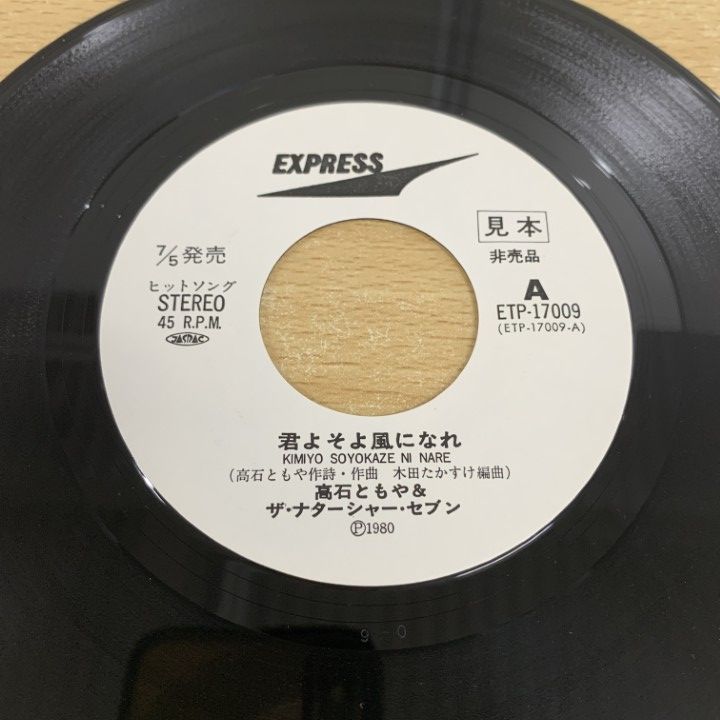 EXPRESS
見本
非売品
7/5発売
ヒットソング
STEREO
45 R.P.M.
JASRAC
A
ETP-17009
(ETP-17009-A)
君よそよ風になれ
KIMIYO SOYOKAZE NI NARE
(高石ともや作詩・作曲 木田たかすけ編曲)
高石ともや&
ザ・ナターシャー・セブン
Ⓟ1980
9-0